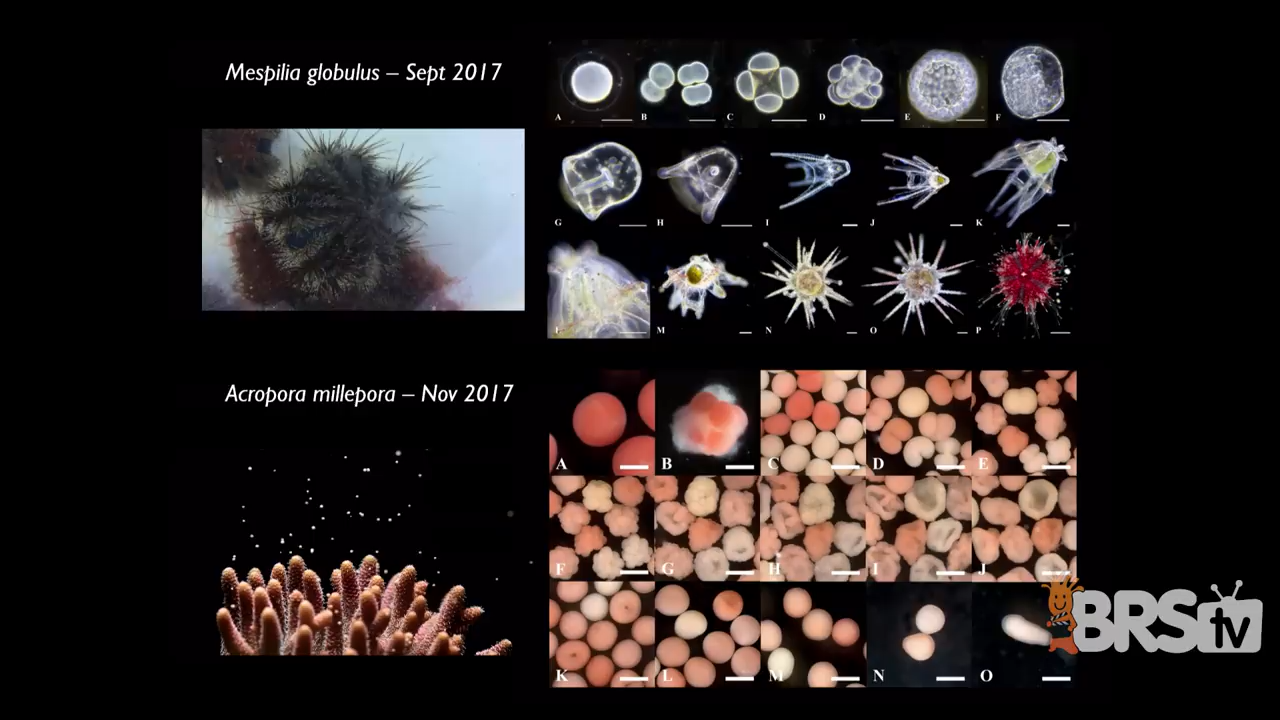 Mespilia globulus – Sept 2017
A B C D E F
G H I J K
L M N O P
Acropora millepora – Nov 2017
A B C D E
F G H I J
K L M N O
BRStv